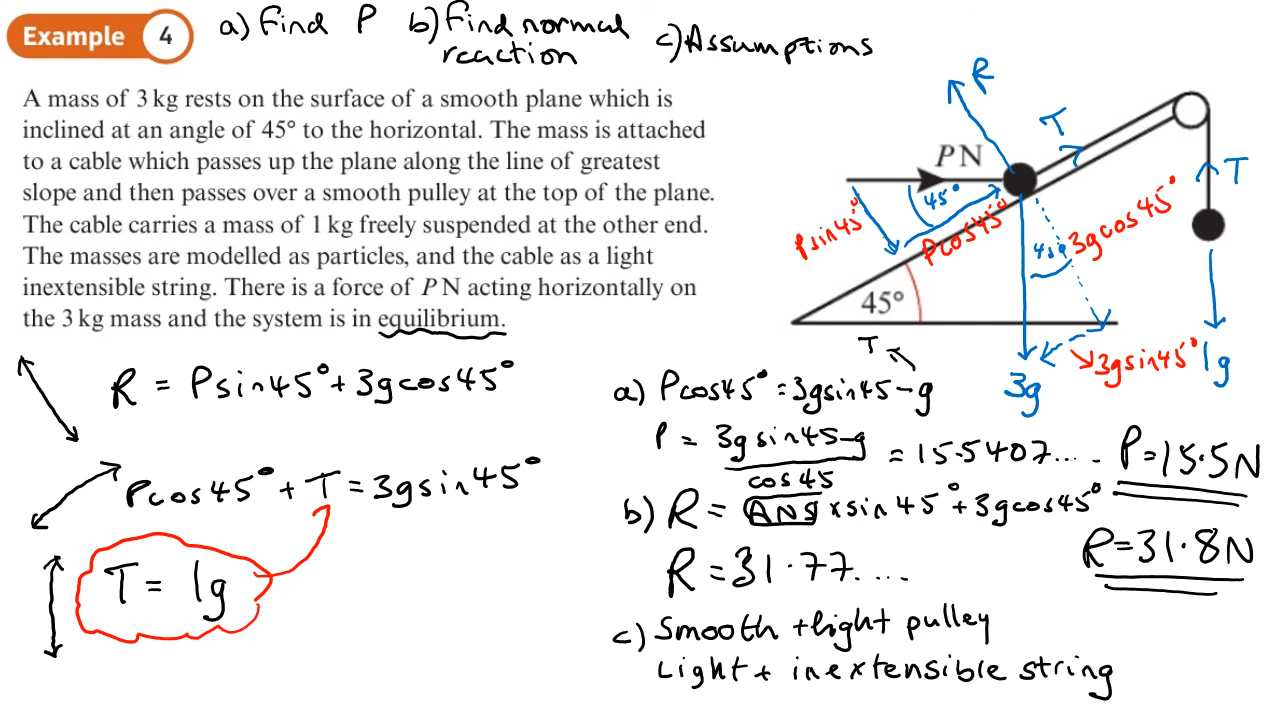 Example 4 a) Find P b) Find normal reaction c) Assumptions
A mass of 3 kg rests on the surface of a smooth plane which is
inclined at an angle of 45° to the horizontal. The mass is attached
to a cable which passes up the plane along the line of greatest
slope and then passes over a smooth pulley at the top of the plane.
The cable carries a mass of 1 kg freely suspended at the other end.
The masses are modelled as particles, and the cable as a light
inextensible string. There is a force of P N acting horizontally on
the 3 kg mass and the system is in equilibrium.
R
T
P N
T
45°
Psin45°
Pcos45°
45°
3gcos45°
45°
3gsin45°
1g
3g
R = Psin45° + 3gcos45°
Pcos45° + T = 3gsin45°
T = 1g
T
a) Pcos45° = 3gsin45 - g
P = 3gsin45-g / cos45 = 15.5407.... P = 15.5N
b) R = ANS × sin45° + 3gcos45°
R = 31.77.... R = 31.8N
c) Smooth + light pulley
Light + inextensible string